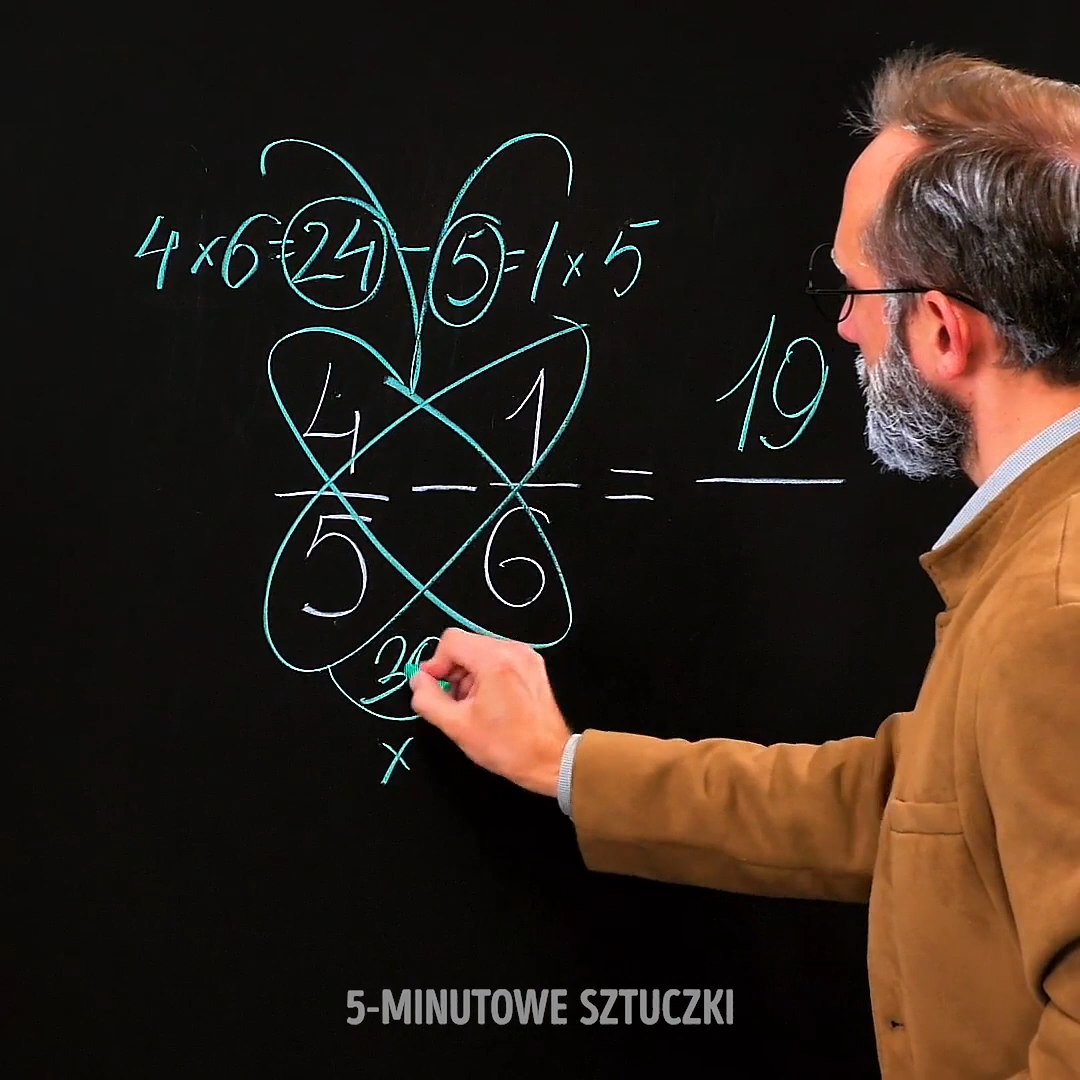 4 x 6 = 24 - 5 = 1 x 5
4/5 - 1/6 = 19/
30
x
5-MINUTOWE SZTUCZKI